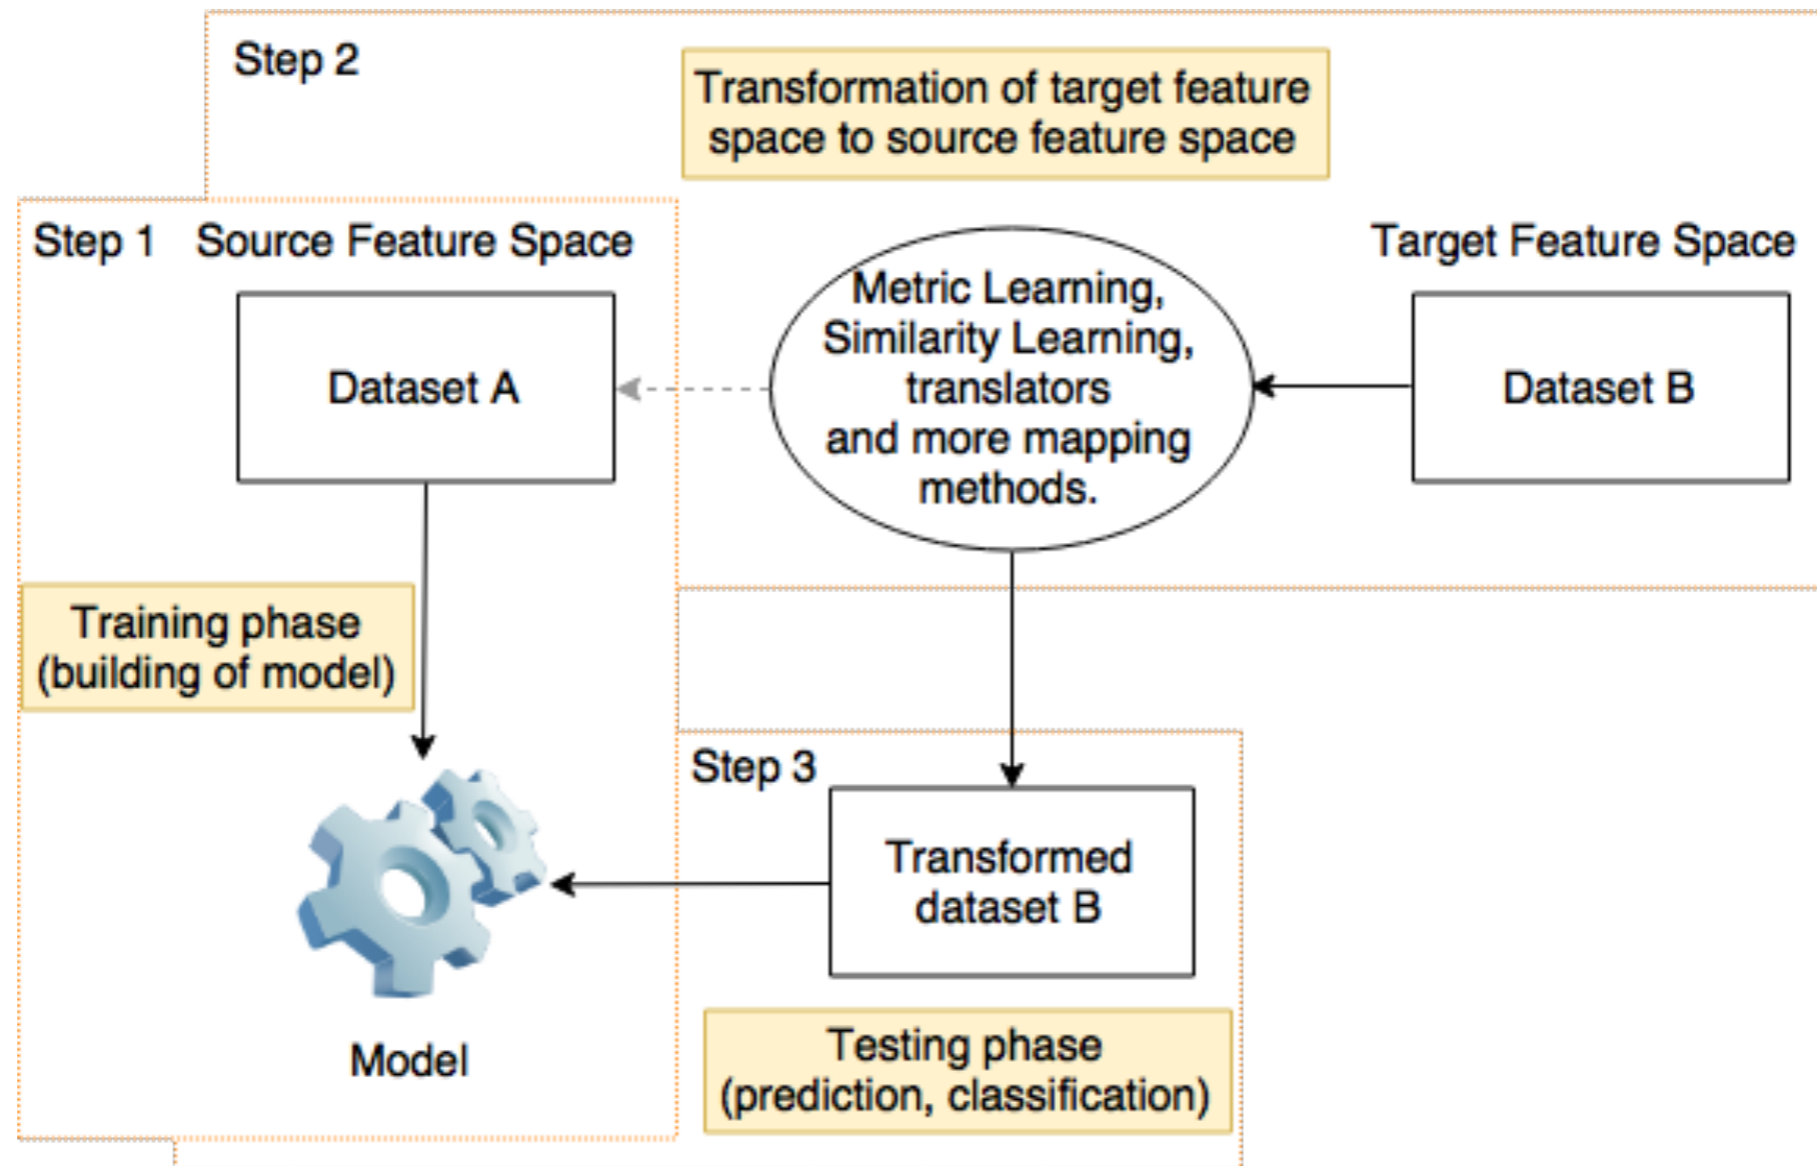 Step 2
Transformation of target feature
space to source feature space
Step 1
Source Feature Space
Target Feature Space
Dataset A
Metric Learning,
Similarity Learning,
translators
and more mapping
methods.
Dataset B
Training phase
(building of model)
Step 3
Transformed
dataset B
Model
Testing phase
(prediction, classification)